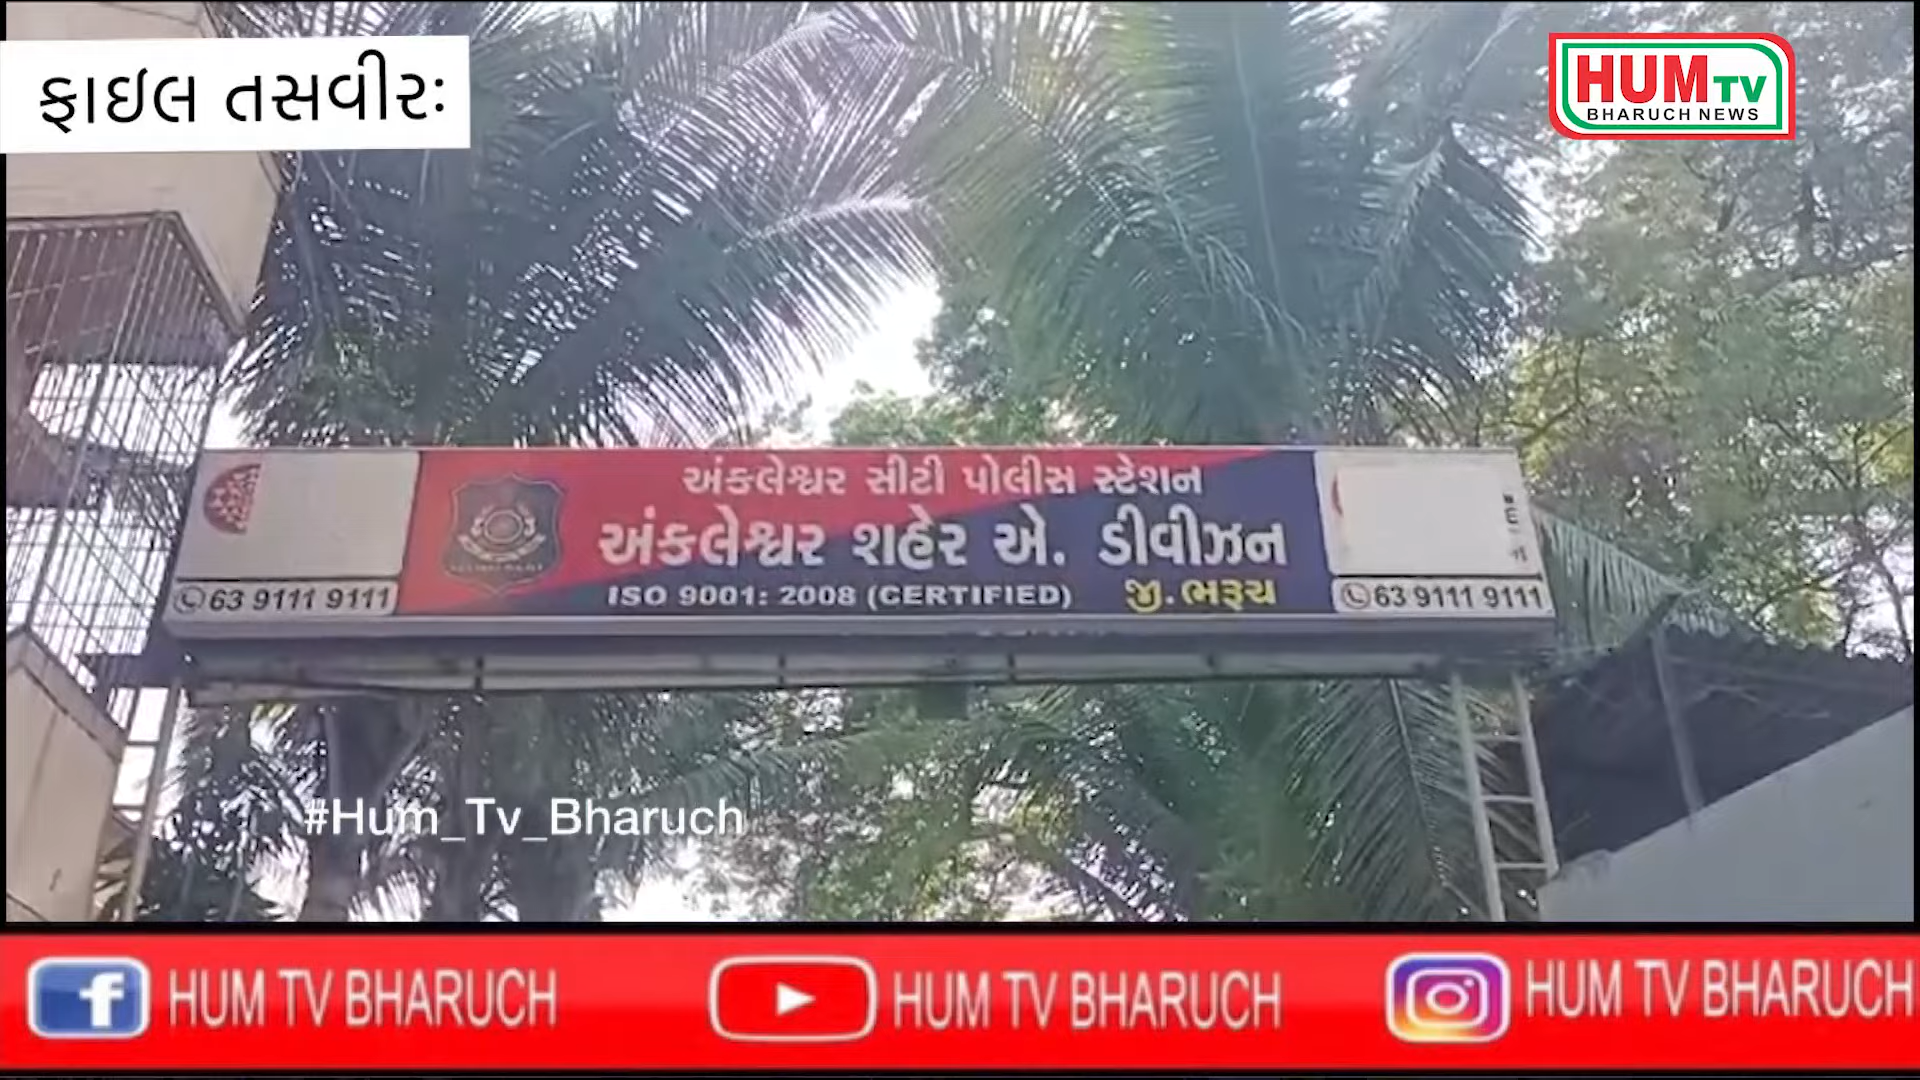 ફાઇલ તસવીરઃ
HUM TV
BHARUCH NEWS
અંકલેશ્વર સીટી પોલીસ સ્ટેશન
અંકલેશ્વર શહેર એ. ડીવીઝન
ISO 9001: 2008 (CERTIFIED) જી. ભરૂચ
63 9111 9111
63 9111 9111
#Hum_Tv_Bharuch
HUM TV BHARUCH
HUM TV BHARUCH
HUM TV BHARUCH